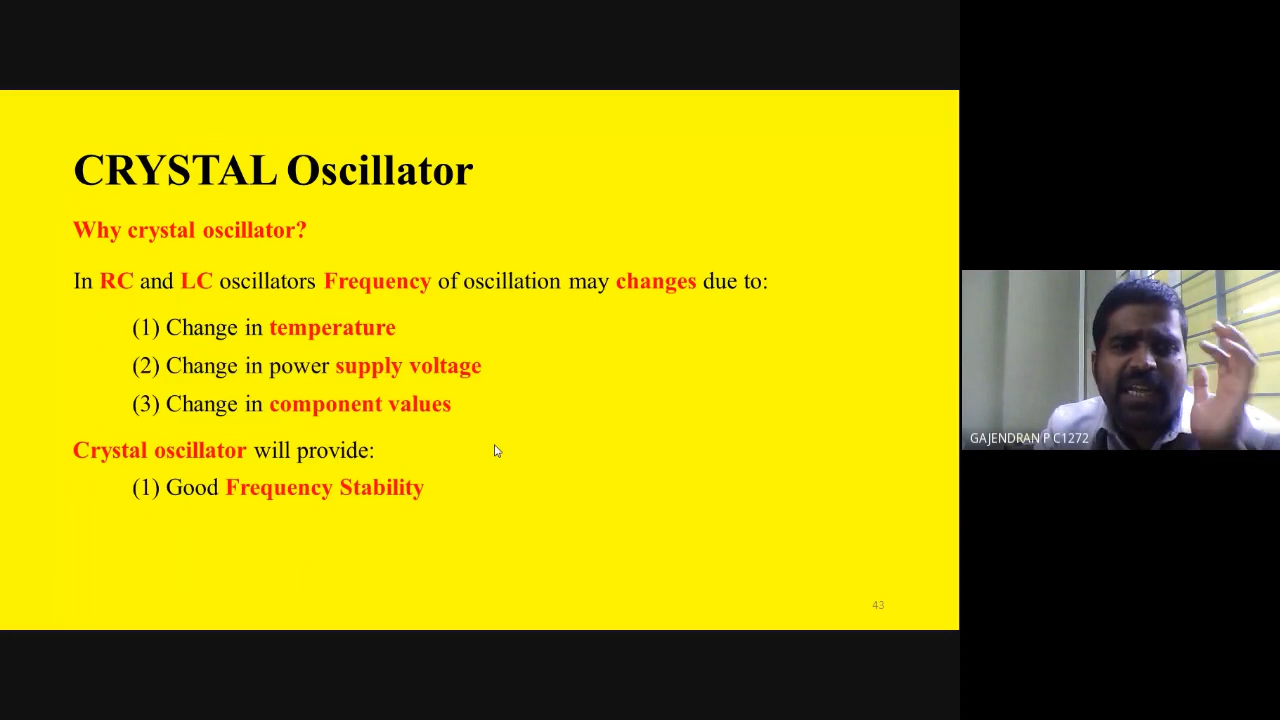 CRYSTAL Oscillator
Why crystal oscillator?
In RC and LC oscillators Frequency of oscillation may changes due to:
(1) Change in temperature
(2) Change in power supply voltage
(3) Change in component values
Crystal oscillator will provide:
(1) Good Frequency Stability
43
GAJENDRAN P C1272